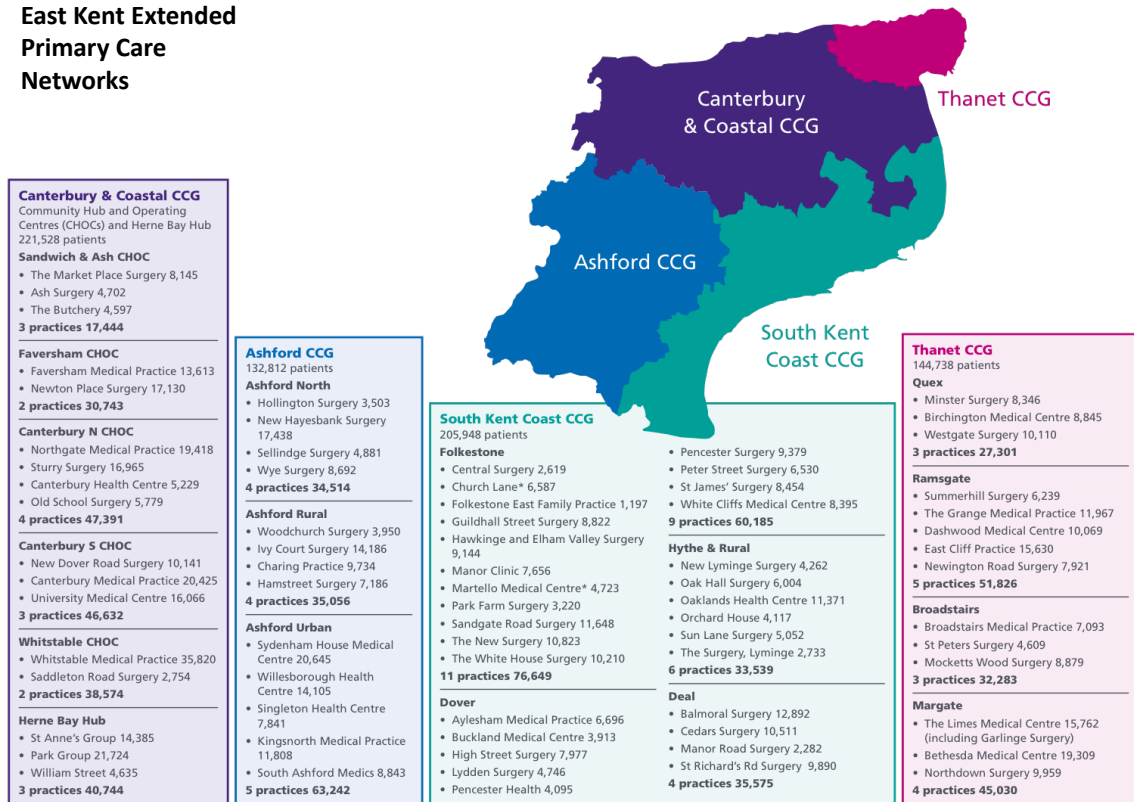 East Kent Extended
Primary Care
Networks
Canterbury
& Coastal CCG
Thanet CCG
Ashford CCG
South Kent
Coast CCG
Canterbury & Coastal CCG
Community Hub and Operating
Centres (CHOCs) and Herne Bay Hub
221,528 patients
Sandwich & Ash CHOC
• The Market Place Surgery 8,145
• Ash Surgery 4,702
• The Butchery 4,597
3 practices 17,444
Faversham CHOC
• Faversham Medical Practice 13,613
• Newton Place Surgery 17,130
2 practices 30,743
Canterbury N CHOC
• Northgate Medical Practice 19,418
• Sturry Surgery 16,965
• Canterbury Health Centre 5,229
• Old School Surgery 5,779
4 practices 47,391
Canterbury S CHOC
• New Dover Road Surgery 10,141
• Canterbury Medical Practice 20,425
• University Medical Centre 16,066
3 practices 46,632
Whitstable CHOC
• Whitstable Medical Practice 35,820
• Saddleton Road Surgery 2,754
2 practices 38,574
Herne Bay Hub
• St Anne's Group 14,385
• Park Group 21,724
• William Street 4,635
3 practices 40,744
Ashford CCG
132,812 patients
Ashford North
• Hollington Surgery 3,503
• New Hayesbank Surgery
17,438
• Sellindge Surgery 4,881
• Wye Surgery 8,692
4 practices 34,514
Ashford Rural
• Woodchurch Surgery 3,950
• Ivy Court Surgery 14,186
• Charing Practice 9,734
• Hamstreet Surgery 7,186
4 practices 35,056
Ashford Urban
• Sydenham House Medical
Centre 20,645
• Willesborough Health
Centre 14,105
• Singleton Health Centre
7,841
• Kingsnorth Medical Practice
11,808
• South Ashford Medics 8,843
5 practices 63,242
South Kent Coast CCG
205,948 patients
Folkestone
• Central Surgery 2,619
• Church Lane* 6,587
• Folkestone East Family Practice 1,197
• Guildhall Street Surgery 8,822
• Hawkinge and Elham Valley Surgery
9,144
• Manor Clinic 7,656
• Martello Medical Centre* 4,723
• Park Farm Surgery 3,220
• Sandgate Road Surgery 11,648
• The New Surgery 10,823
• The White House Surgery 10,210
11 practices 76,649
Dover
• Aylesham Medical Practice 6,696
• Buckland Medical Centre 3,913
• High Street Surgery 7,977
• Lydden Surgery 4,746
• Pencester Health 4,095
• Pencester Surgery 9,379
• Peter Street Surgery 6,530
• St James' Surgery 8,454
• White Cliffs Medical Centre 8,395
9 practices 60,185
Hythe & Rural
• New Lyminge Surgery 4,262
• Oak Hall Surgery 6,004
• Oaklands Health Centre 11,371
• Orchard House 4,117
• Sun Lane Surgery 5,052
• The Surgery, Lyminge 2,733
6 practices 33,539
Deal
• Balmoral Surgery 12,892
• Cedars Surgery 10,511
• Manor Road Surgery 2,282
• St Richard's Rd Surgery 9,890
4 practices 35,575
Thanet CCG
144,738 patients
Quex
• Minster Surgery 8,346
• Birchington Medical Centre 8,845
• Westgate Surgery 10,110
3 practices 27,301
Ramsgate
• Summerhill Surgery 6,239
• The Grange Medical Practice 11,967
• Dashwood Medical Centre 10,069
• East Cliff Practice 15,630
• Newington Road Surgery 7,921
5 practices 51,826
Broadstairs
• Broadstairs Medical Practice 7,093
• St Peters Surgery 4,609
• Mocketts Wood Surgery 8,879
3 practices 32,283
Margate
• The Limes Medical Centre 15,762
(including Garlinge Surgery)
• Bethesda Medical Centre 19,309
• Northdown Surgery 9,959
4 practices 45,030